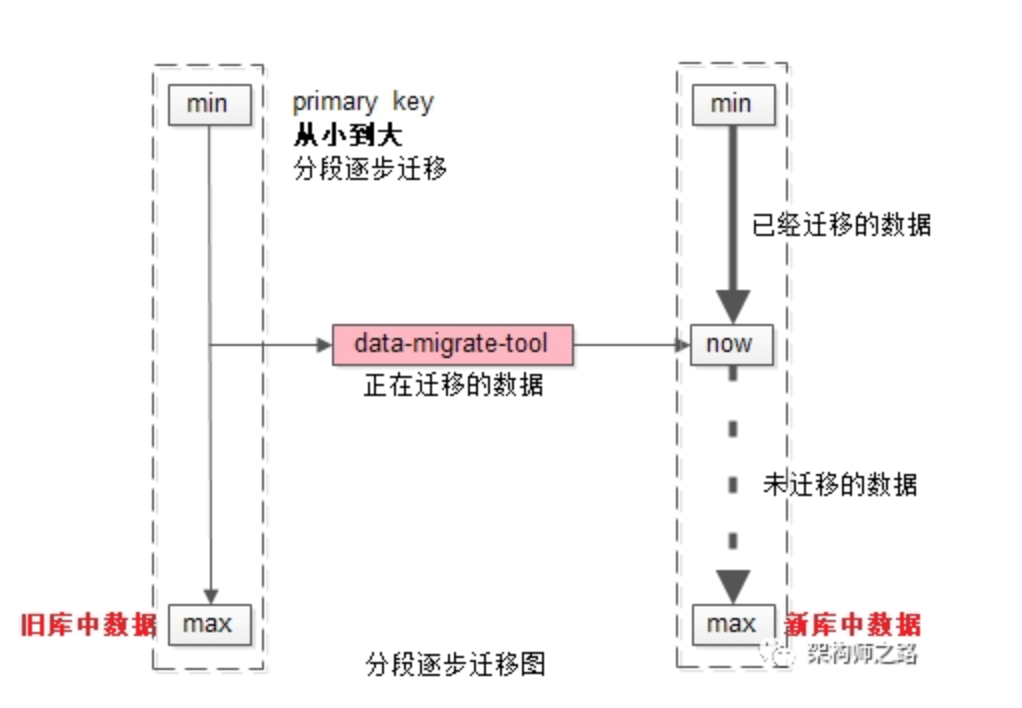 min
primary key
从小到大
分段逐步迁移
min
已经迁移的数据
data-migrate-tool
now
正在迁移的数据
未迁移的数据
旧库中数据
max
max
新库中数据
架构师之路
分段逐步迁移图